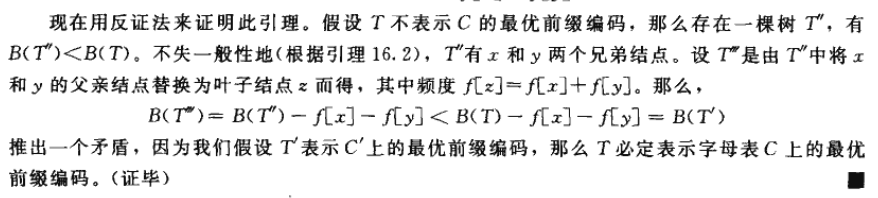 现在用反证法来证明此引理。假设 T 不表示 C 的最优前缀编码，那么存在一棵树 T″，有
B(T″)<B(T)。不失一般性地(根据引理 16.2)，T″有 x 和 y 两个兄弟结点。设 T‴是由 T″中将 x
和 y 的父亲结点替换为叶子结点 z 而得，其中频度 f[z]=f[x]+f[y]。那么，
B(T‴)= B(T″)− f[x]− f[y] < B(T)− f[x]− f[y] = B(T′)
推出一个矛盾，因为我们假设 T′表示 C′上的最优前缀编码，那么 T 必定表示字母表 C 上的最优
前缀编码。(证毕) ■